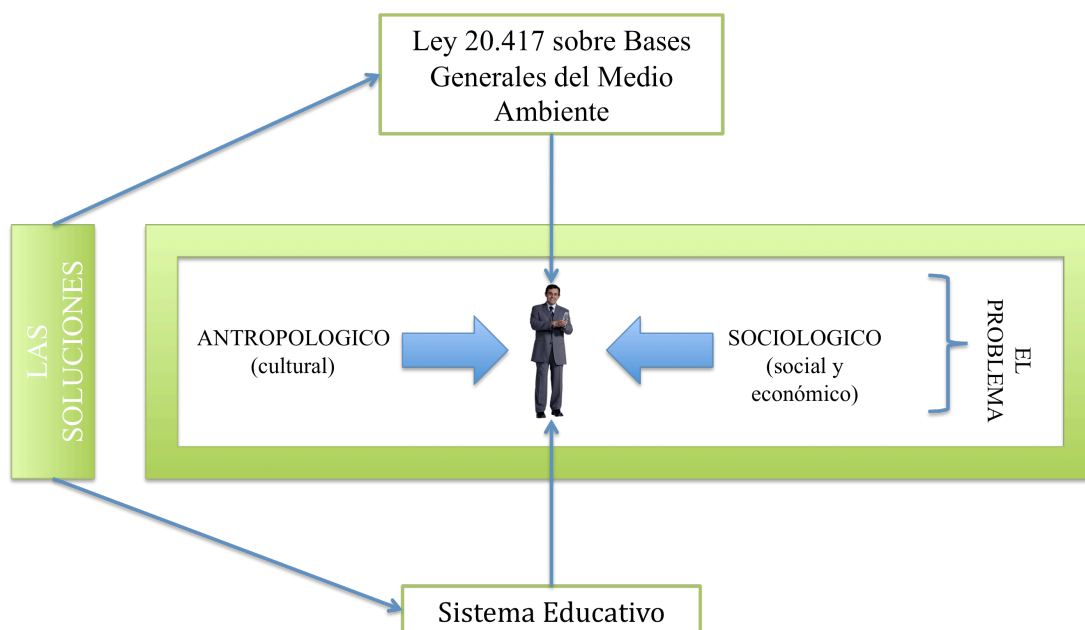 Ley 20.417 sobre Bases
Generales del Medio
Ambiente
LAS
SOLUCIONES
ANTROPOLOGICO
(cultural)
SOCIOLOGICO
(social y
económico)
EL
PROBLEMA
Sistema Educativo